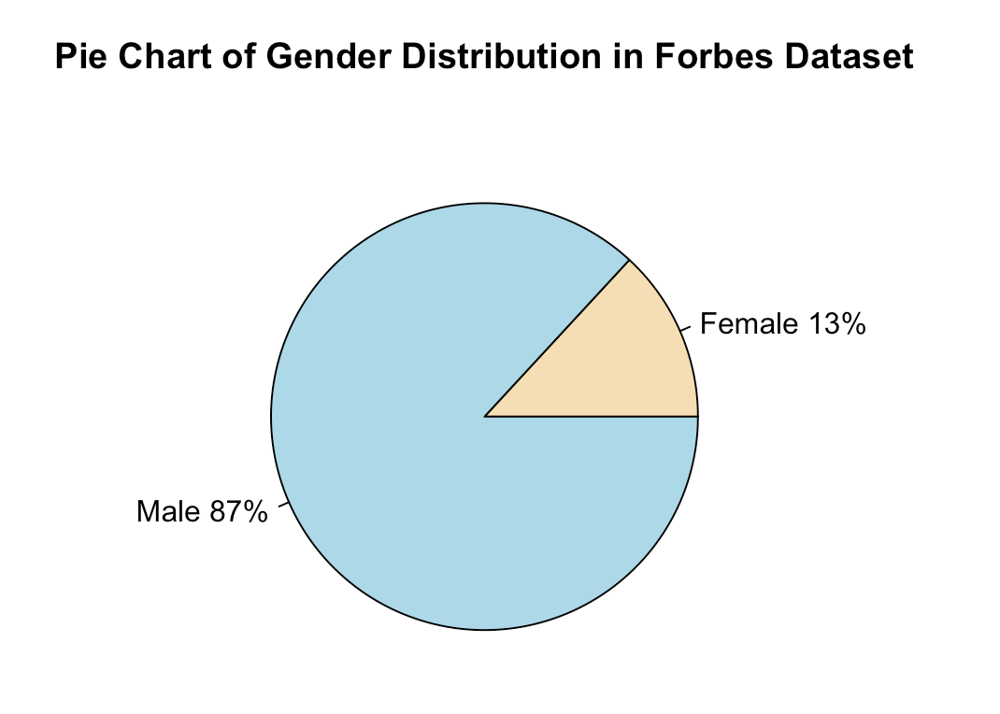 Pie Chart of Gender Distribution in Forbes Dataset
Female 13%
Male 87%